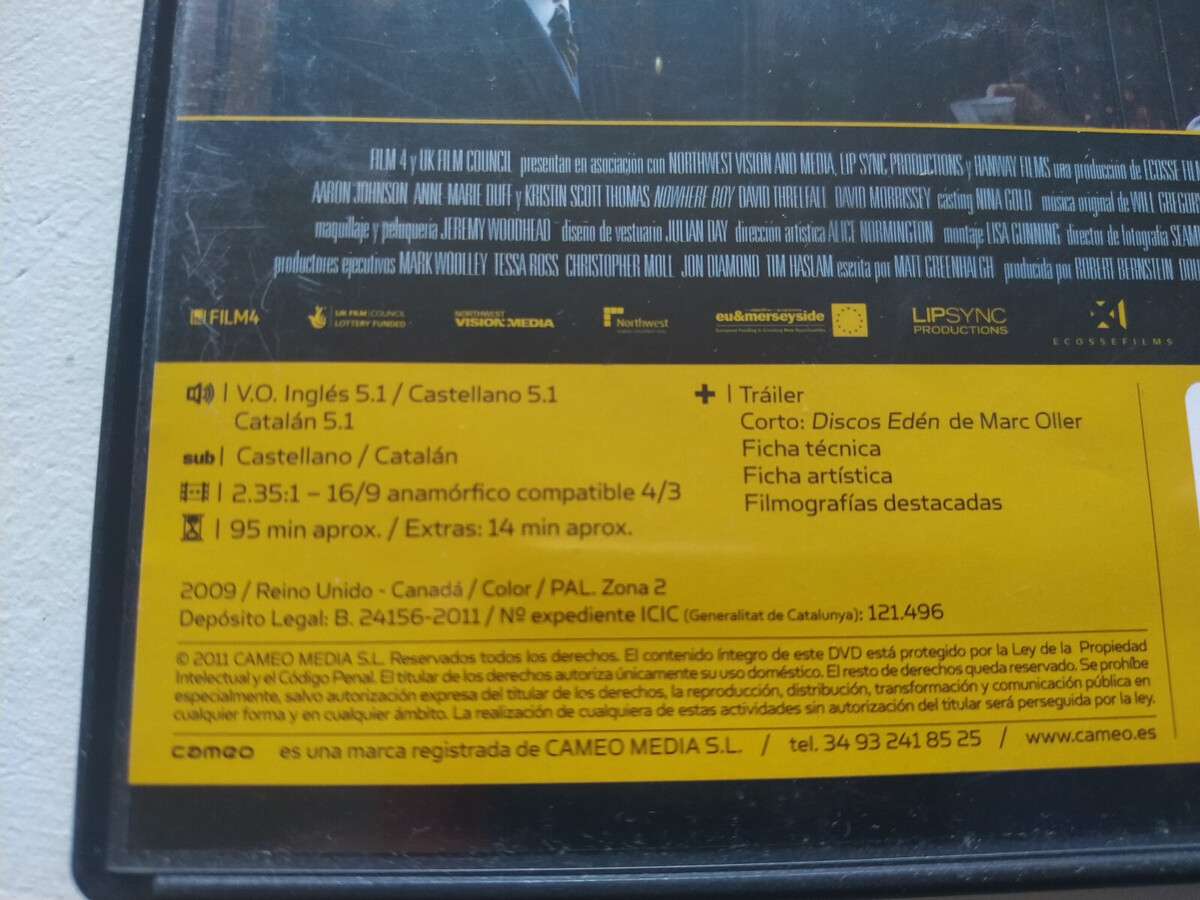 FILM 4 y UK FILM COUNCIL presentan en asociación con NORTHWEST VISION AND MEDIA, LIP SYNC PRODUCTIONS y HANWAY FILMS una producción de ECOSSE
AARON JOHNSON ANNE-MARIE DUFF y KRISTIN SCOTT THOMAS NOWHERE BOY DAVID THRELFALL DAVID MORRISSEY cásting NINA GOLD música original de WILL
maquillaje y peluquería JEREMY WOODHEAD diseño de vestuario JULIAN DAY dirección artística ALICE NORMINGTON montaje LISA GUNNING director de fotografía
productores ejecutivos MARK WOOLLEY TESSA ROSS CHRISTOPHER MOLL JON DIAMOND TIM HASLAM escrita por MATT GREENHALGH producida por ROBERT BERNSTEIN
FILM4
UK FILM COUNCIL
LOTTERY FUNDED
NORTHWEST
VISION+MEDIA
Northwest
eu&merseyside
LIPSYNC
PRODUCTIONS
ECOSSEFILMS
V.O. Inglés 5.1 / Castellano 5.1
Catalán 5.1
sub | Castellano / Catalán
2.35:1 – 16/9 anamórfico compatible 4/3
95 min aprox. / Extras: 14 min aprox.
+ | Tráiler
Corto: Discos Edén de Marc Oller
Ficha técnica
Ficha artística
Filmografías destacadas
2009 / Reino Unido - Canadá / Color / PAL. Zona 2
Depósito Legal: B. 24156-2011 / Nº expediente ICIC (Generalitat de Catalunya): 121.496
© 2011 CAMEO MEDIA S.L. Reservados todos los derechos. El contenido íntegro de este DVD está protegido por la Ley de la Propiedad
Intelectual y el Código Penal. El titular de los derechos autoriza únicamente su uso doméstico. El resto de derechos queda reservado. Se prohíbe
especialmente, salvo autorización expresa del titular de los derechos, la reproducción, distribución, transformación y comunicación pública en
cualquier forma y en cualquier ámbito. La realización de cualquiera de estas actividades sin autorización del titular será perseguida por la ley.
cameo es una marca registrada de CAMEO MEDIA S.L. / tel. 34 93 241 85 25 / www.cameo.es